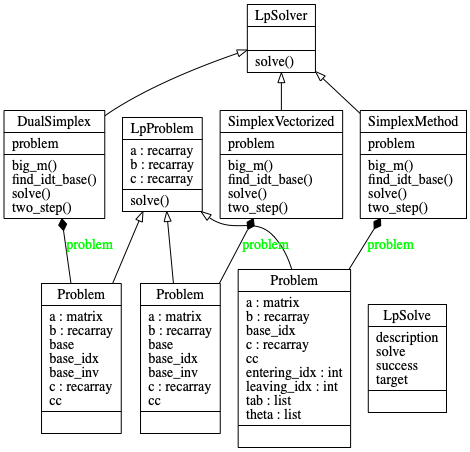 LpSolver
solve()
DualSimplex
problem
big_m()
find_idt_base()
solve()
two_step()
LpProblem
a : recarray
b : recarray
c : recarray
solve()
SimplexVectorized
problem
big_m()
find_idt_base()
solve()
two_step()
SimplexMethod
problem
big_m()
find_idt_base()
solve()
two_step()
problem
problem
problem
Problem
a : matrix
b : recarray
base
base_idx
base_inv
c : recarray
cc
Problem
a : matrix
b : recarray
base
base_idx
base_inv
c : recarray
cc
Problem
a : matrix
b : recarray
base_idx
c : recarray
cc
entering_idx : int
leaving_idx : int
tab : list
theta : list
LpSolve
description
solve
success
target